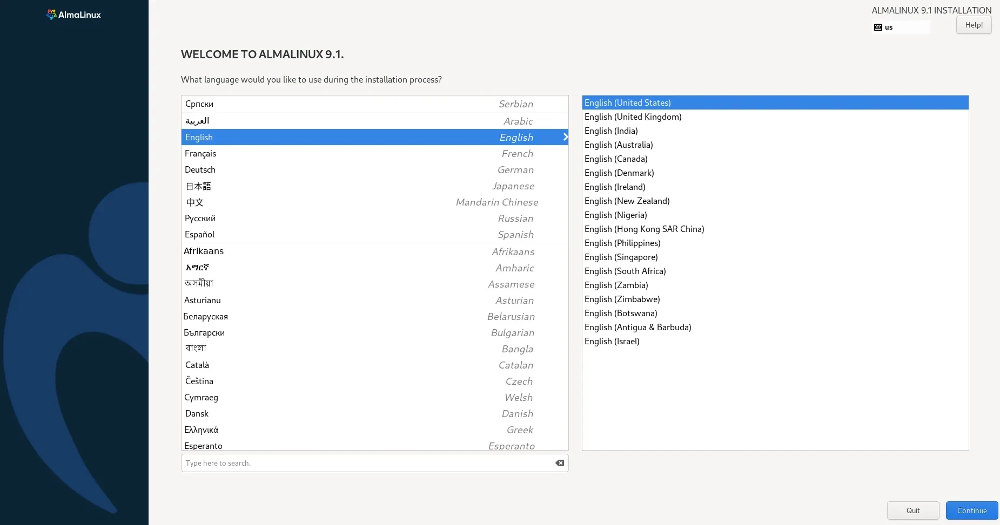 AlmaLinux
ALMALINUX 9.1 INSTALLATION
us
Help!
WELCOME TO ALMALINUX 9.1.
What language would you like to use during the installation process?
Српски Serbian
العربية Arabic
English English
Français French
Deutsch German
日本語 Japanese
中文 Mandarin Chinese
Русский Russian
Español Spanish
Afrikaans Afrikaans
አማርኛ Amharic
অসমীয়া Assamese
Asturianu Asturian
Беларуская Belarusian
Български Bulgarian
বাংলা Bangla
Català Catalan
Čeština Czech
Cymraeg Welsh
Dansk Danish
Ελληνικά Greek
Esperanto Esperanto
Type here to search.
English (United States)
English (United Kingdom)
English (India)
English (Australia)
English (Canada)
English (Denmark)
English (Ireland)
English (New Zealand)
English (Nigeria)
English (Hong Kong SAR China)
English (Philippines)
English (Singapore)
English (South Africa)
English (Zambia)
English (Zimbabwe)
English (Botswana)
English (Antigua & Barbuda)
English (Israel)
Quit
Continue